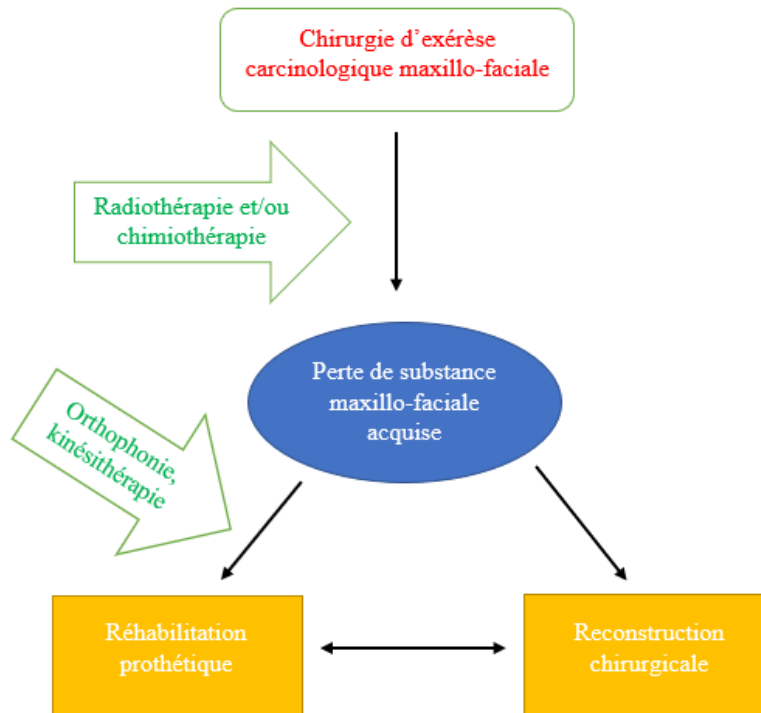 Chirurgie d’exérèse
carcinologique maxillo-faciale
Radiothérapie et/ou
chimiothérapie
Perte de substance
maxillo-faciale
acquise
Orthophonie,
kinésithérapie
Réhabilitation
prothétique
Reconstruction
chirurgicale